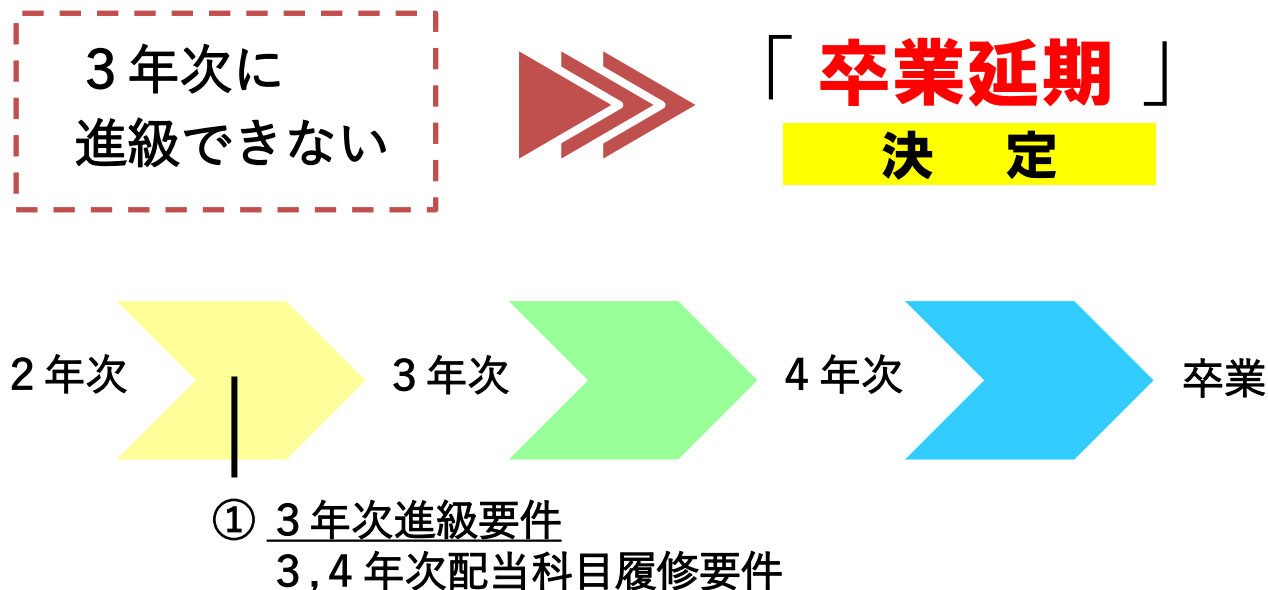 ３年次に
進級できない
「卒業延期」
決　定
２年次
３年次
４年次
卒業
① ３年次進級要件
３,４年次配当科目履修要件